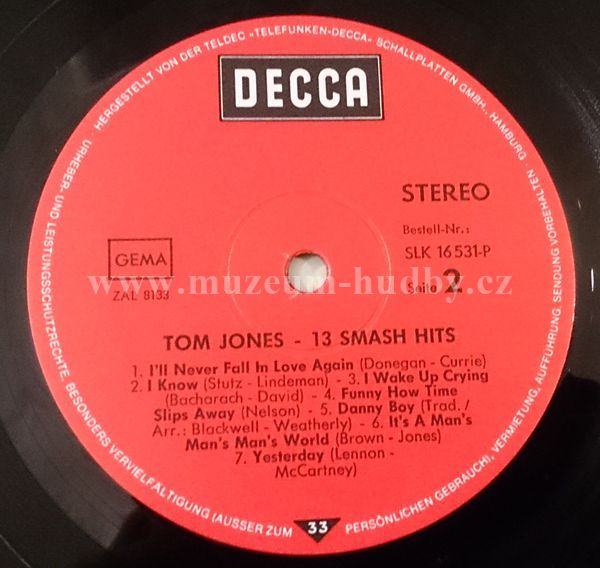 · HERGESTELLT VON DER TELDEC »TELEFUNKEN-DECCA« SCHALLPLATTEN GMBH., HAMBURG ·
URHEBER- UND LEISTUNGSSCHUTZRECHTE, BESONDERS VERVIELFÄLTIGUNG (AUSSER ZUM PERSÖNLICHEN GEBRAUCH), VERMIETUNG, AUFFÜHRUNG, SENDUNG VORBEHALTEN ·
DECCA
STEREO
Bestell-Nr.:
SLK 16 531-P
Seite 2
GEMA
ZAL 8133
www.muzeum-hudby.cz
TOM JONES - 13 SMASH HITS
1. I'll Never Fall In Love Again (Donegan - Currie)
2. I Know (Stutz - Lindeman) - 3. I Wake Up Crying
(Bacharach - David) - 4. Funny How Time
Slips Away (Nelson) - 5. Danny Boy (Trad. /
Arr.: Blackwell - Weatherly) - 6. It's A Man's
Man's Man's World (Brown - Jones)
7. Yesterday (Lennon -
McCartney)
33